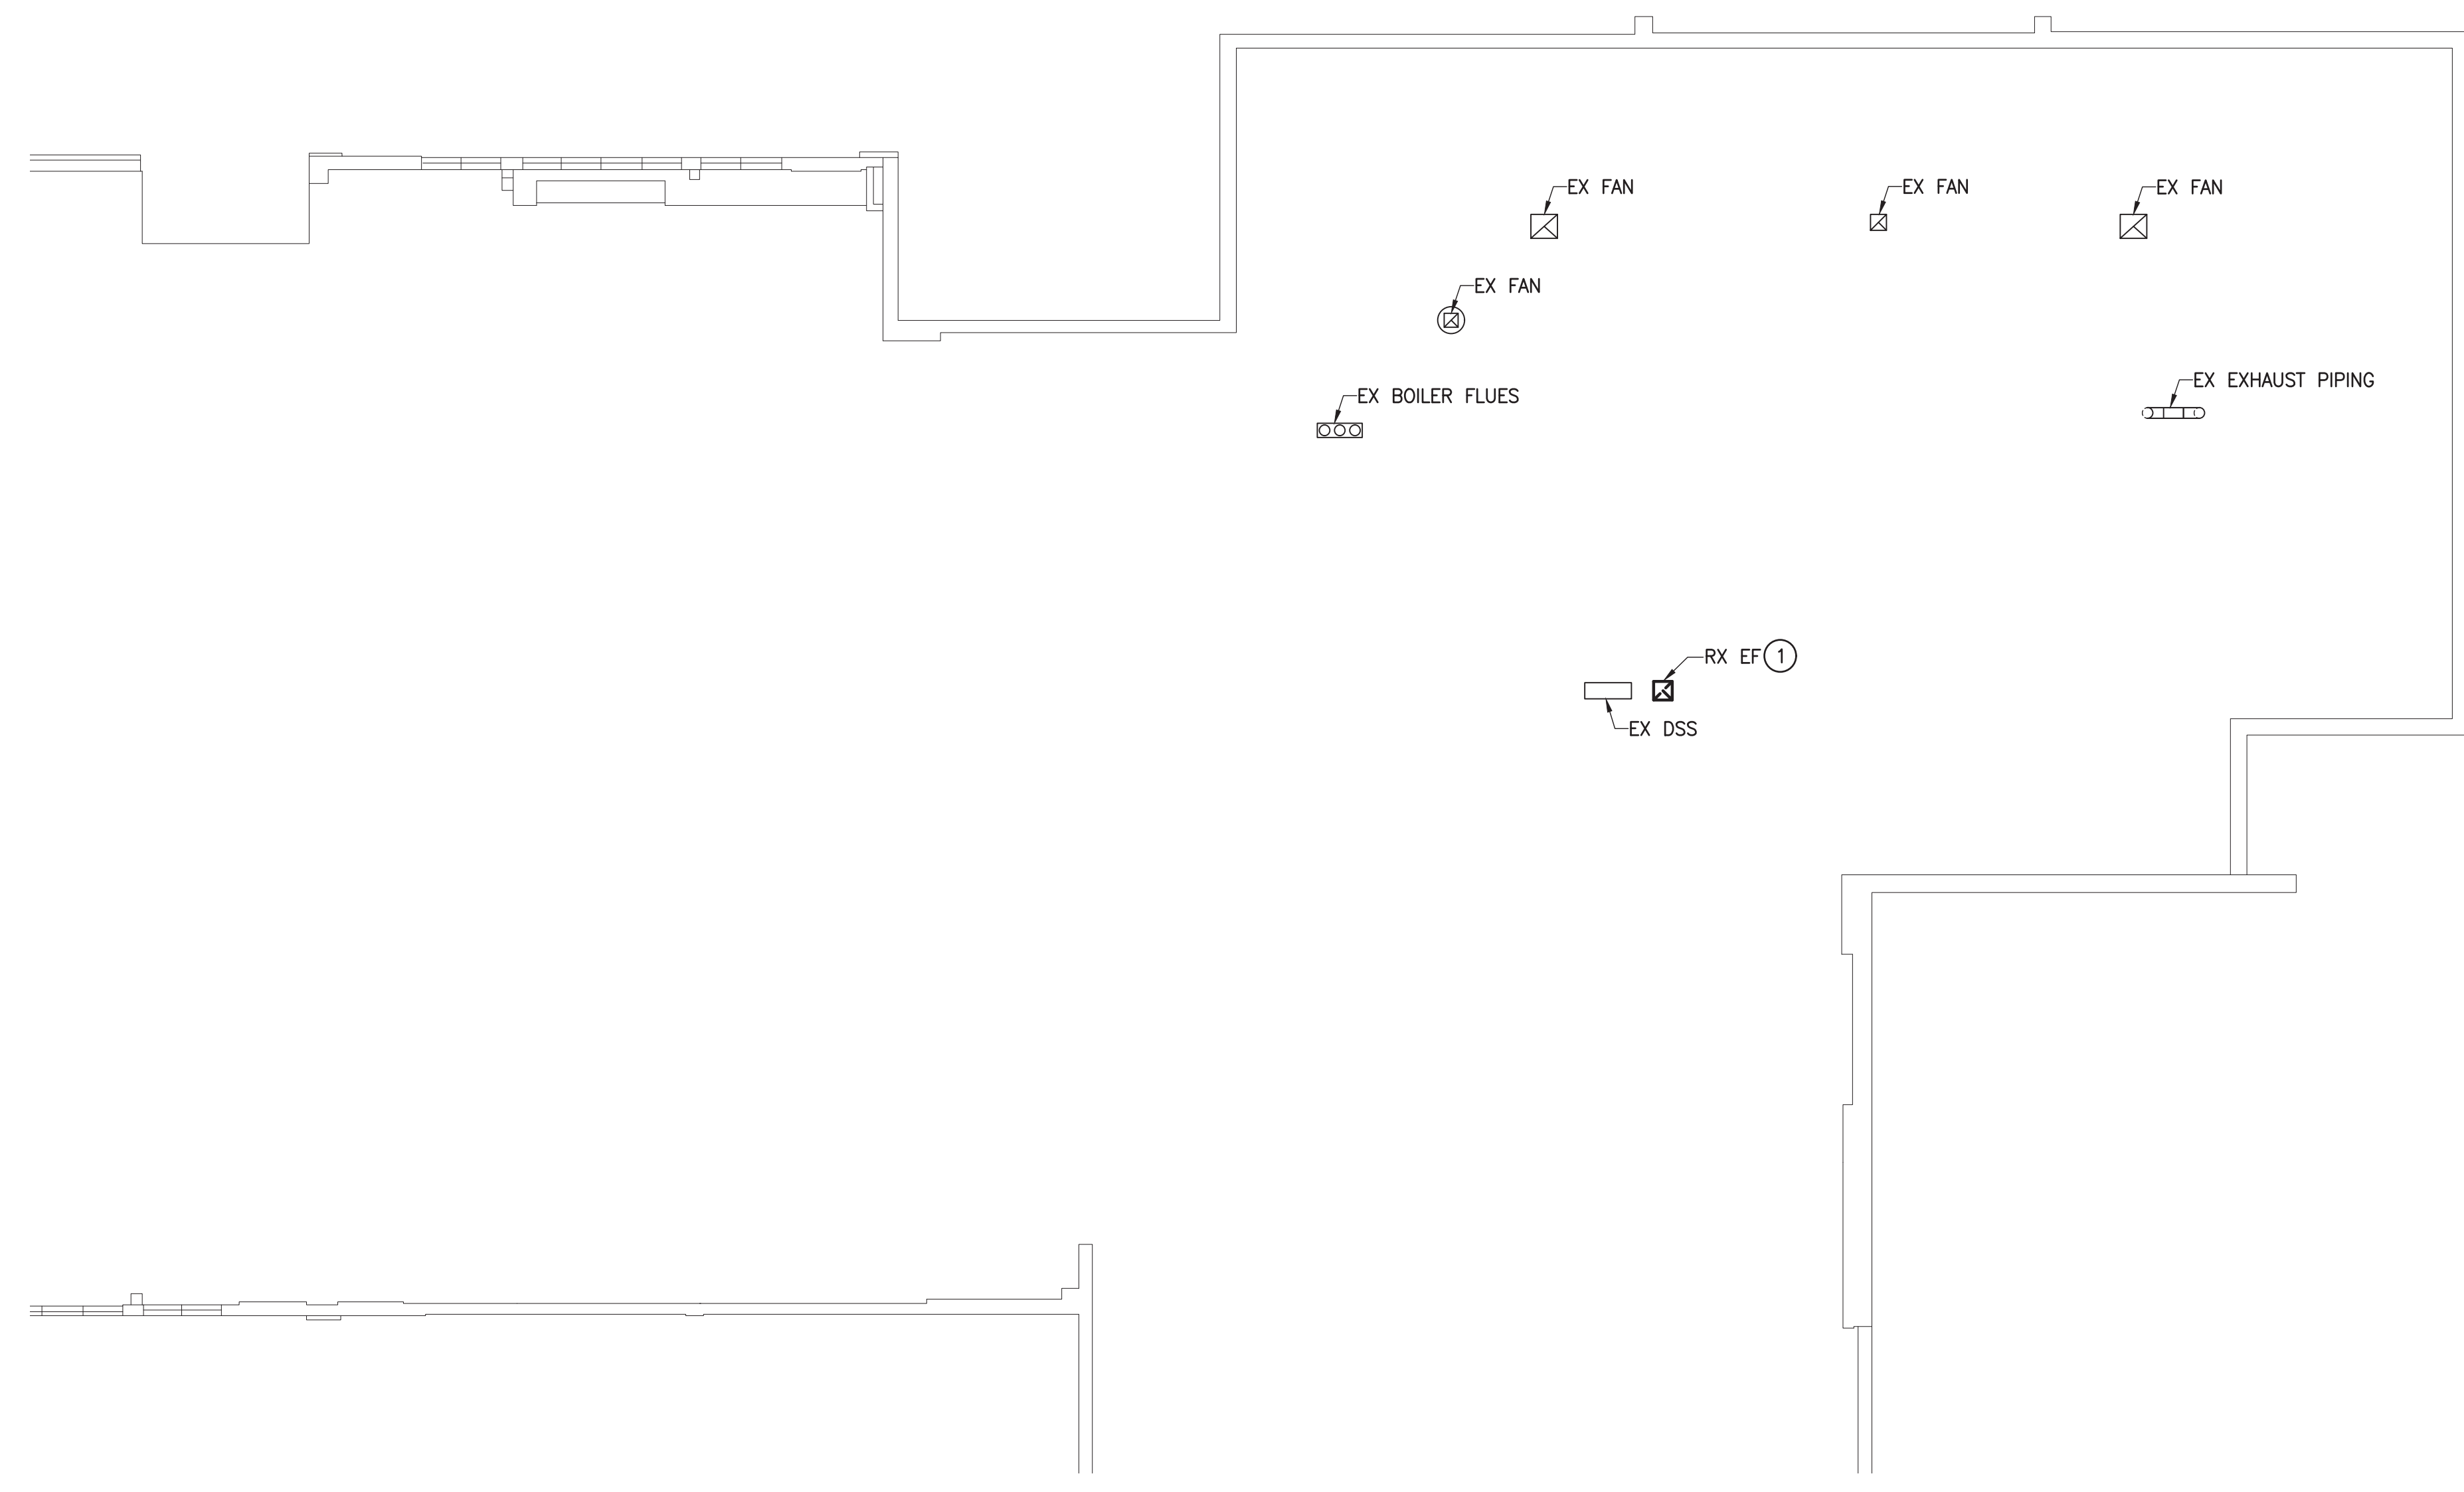 EX FAN
EX FAN
EX FAN
EX FAN
EX EXHAUST PIPING
EX BOILER FLUES
RX EF 1
EX DSS